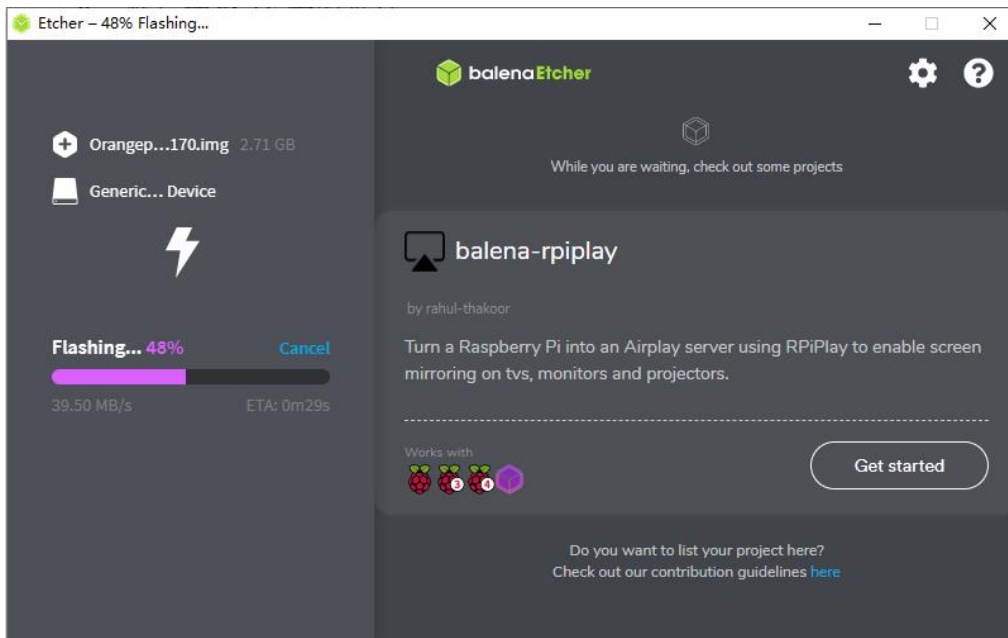 Etcher – 48% Flashing...
balenaEtcher
Orangep...170.img 2.71 GB
Generic... Device
Flashing... 48% Cancel
39.50 MB/s ETA: 0m29s
While you are waiting, check out some projects
balena-rpiplay
by rahul-thakoor
Turn a Raspberry Pi into an Airplay server using RPiPlay to enable screen
mirroring on tvs, monitors and projectors.
Works with
3 4
Get started
Do you want to list your project here?
Check out our contribution guidelines here